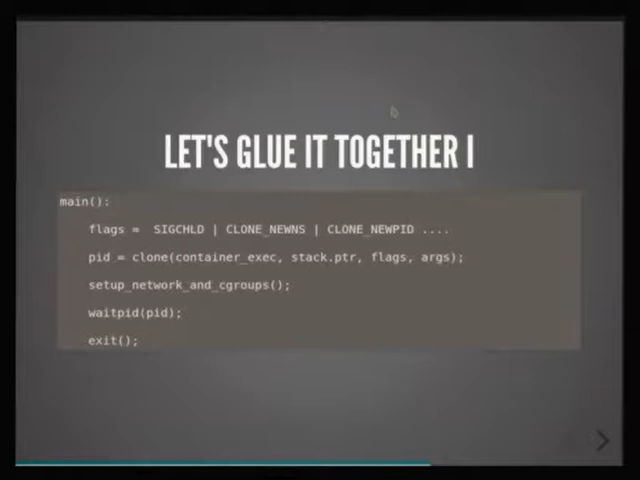 LET'S GLUE IT TOGETHER I
main():
flags = SIGCHLD | CLONE_NEWNS | CLONE_NEWPID ....
pid = clone(container_exec, stack.ptr, flags, args);
setup_network_and_cgroups();
waitpid(pid);
exit();